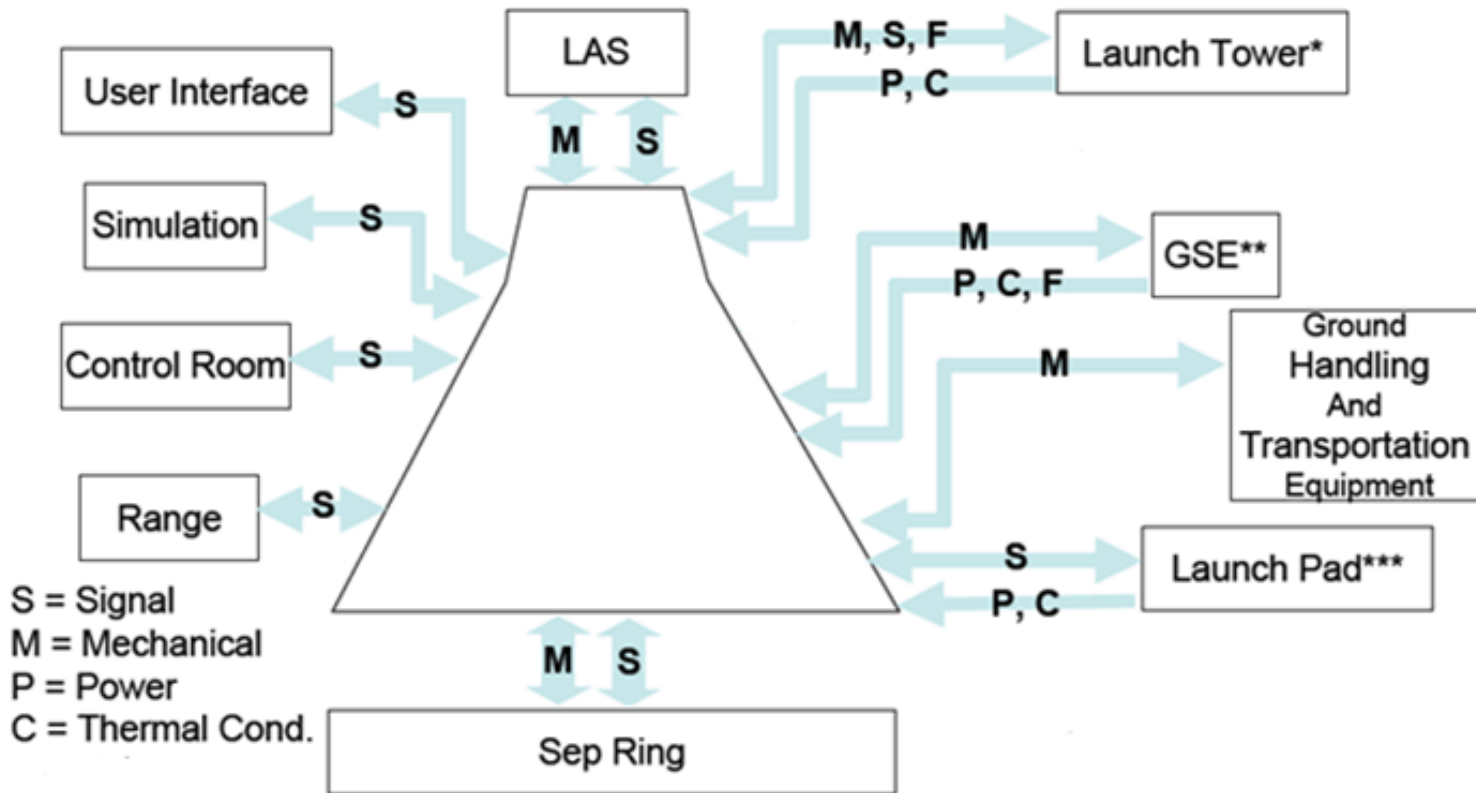 LAS
M, S, F
Launch Tower*
User Interface
S
P, C
M
S
Simulation
S
M
GSE**
P, C, F
Control Room
S
M
Ground
Handling
And
Transportation
Equipment
Range
S
S
Launch Pad***
P, C
S = Signal
M = Mechanical
P = Power
C = Thermal Cond.
M
S
Sep Ring